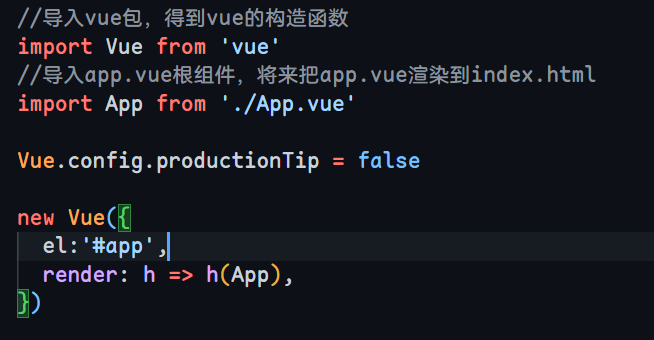 //导入vue包，得到vue的构造函数
import Vue from 'vue'
//导入app.vue根组件，将来把app.vue渲染到index.html
import App from './App.vue'
Vue.config.productionTip = false
new Vue({
  el:'#app',
  render: h => h(App),
})